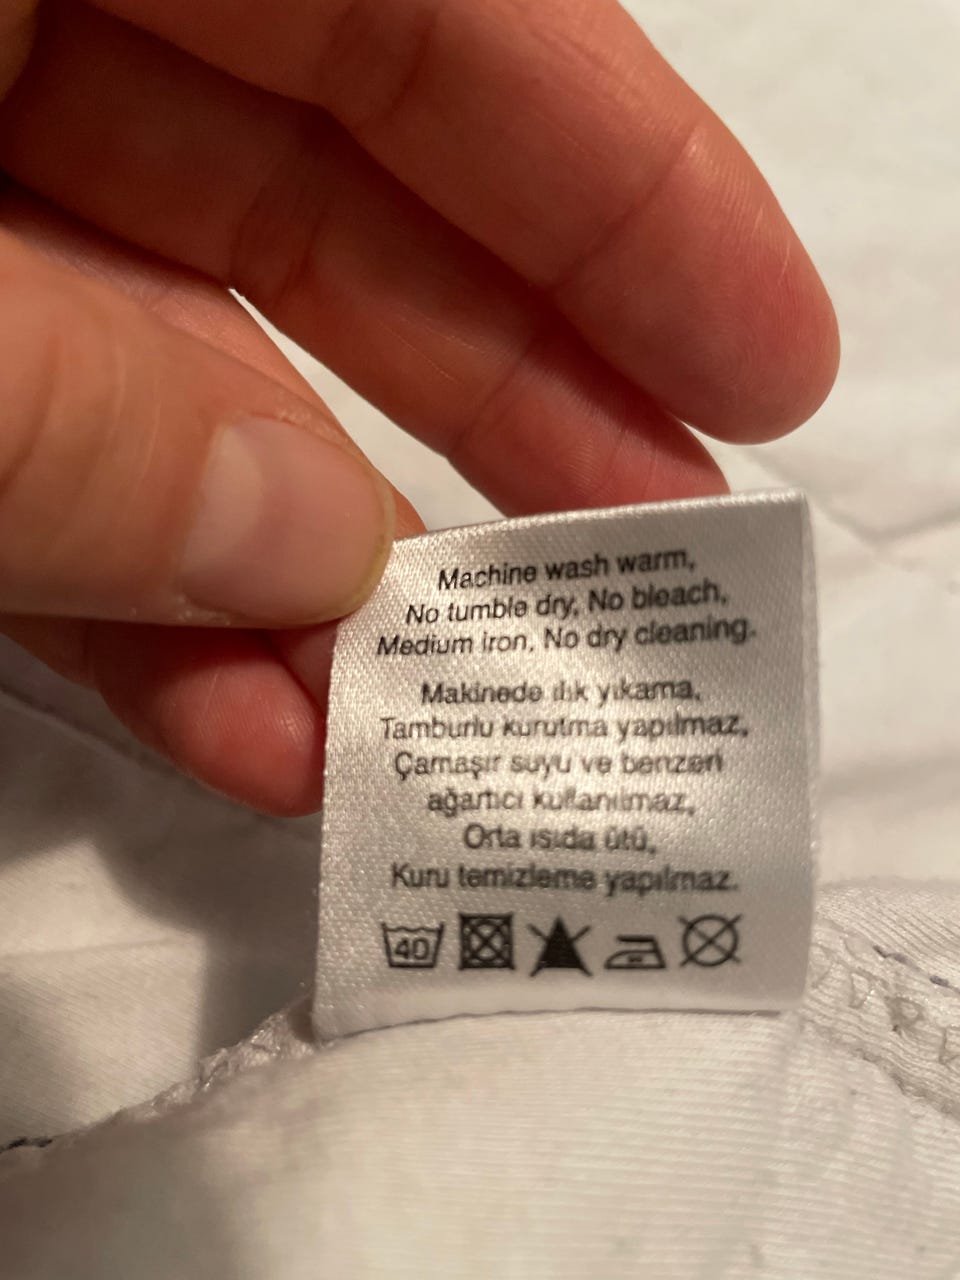 Machine wash warm,
No tumble dry, No bleach,
Medium iron, No dry cleaning.
Makinede ılık yıkama,
Tamburlu kurutma yapılmaz,
Çamaşır suyu ve benzeri
ağartıcı kullanılmaz,
Orta ısıda ütü,
Kuru temizleme yapılmaz.
40